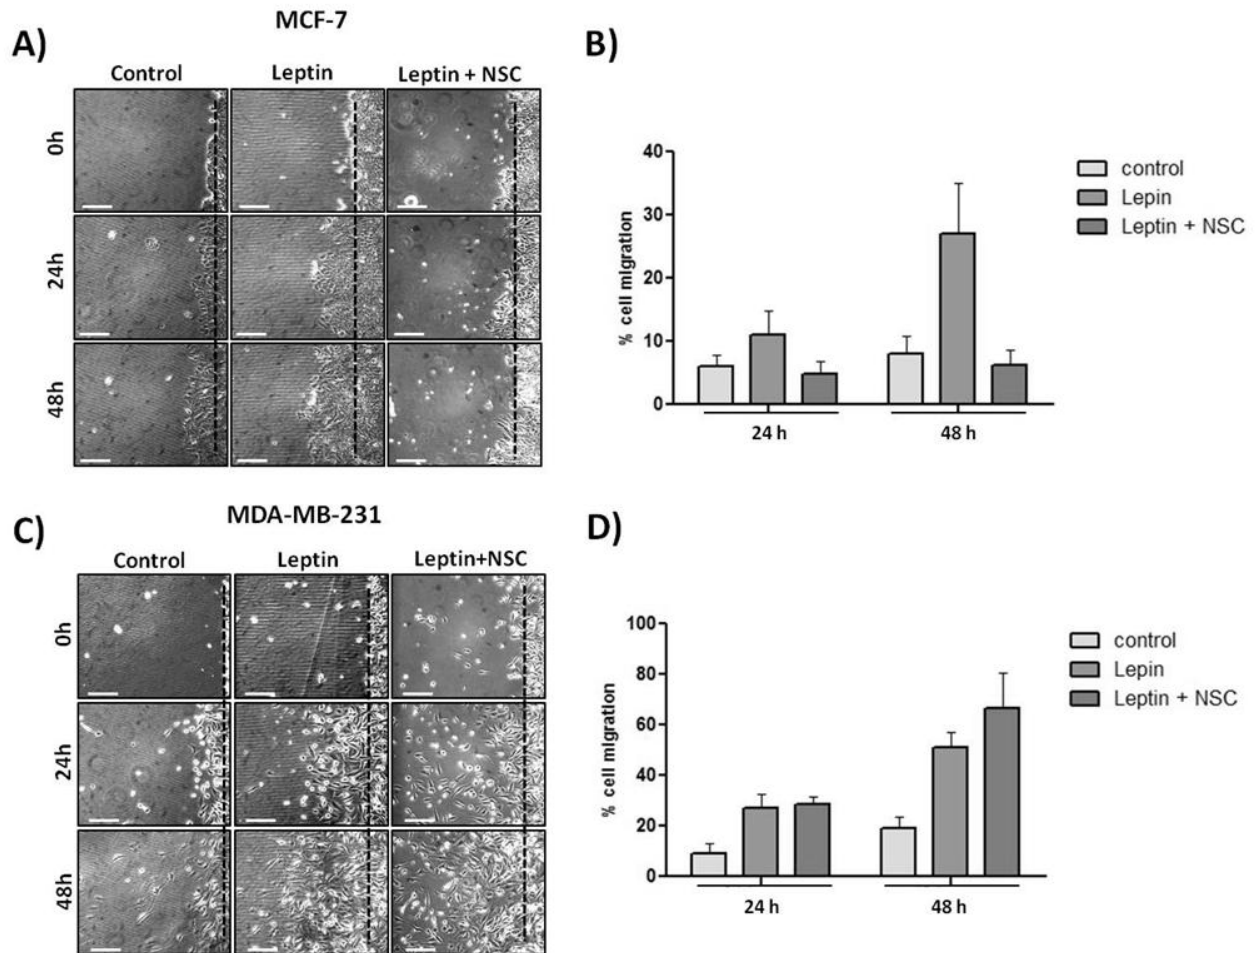 MCF-7
A)
Control Leptin Leptin + NSC
0h
24h
48h
B)
% cell migration
40
30
20
10
0
24 h 48 h
control
Lepin
Leptin + NSC
MDA-MB-231
C)
Control Leptin Leptin+NSC
0h
24h
48h
D)
% cell migration
100
80
60
40
20
0
24 h 48 h
control
Lepin
Leptin + NSC